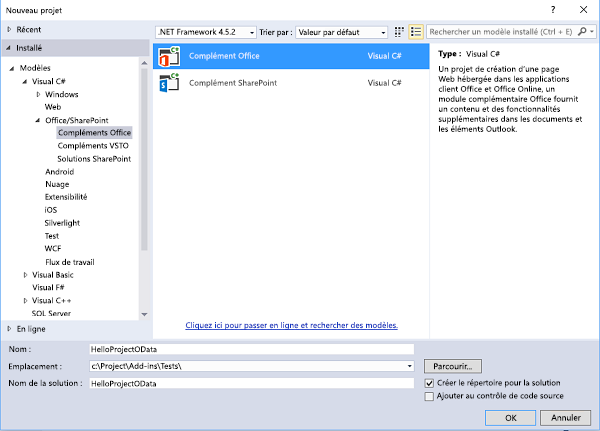 Nouveau projet
Récent
.NET Framework 4.5.2
Trier par :
Valeur par défaut
Rechercher un modèle installé (Ctrl + E)
Installé
Modèles
Visual C#
Windows
Web
Office/SharePoint
Compléments Office
Compléments VSTO
Solutions SharePoint
Android
Nuage
Extensibilité
iOS
Silverlight
Test
WCF
Flux de travail
Visual Basic
Visual F#
Visual C++
SQL Server
En ligne
Complément Office Visual C#
Complément SharePoint Visual C#
Cliquez ici pour passer en ligne et rechercher des modèles.
Type : Visual C#
Un projet de création d'une page
Web hébergée dans les applications
client Office et Office Online, un
module complémentaire Office fournit
un contenu et des fonctionnalités
supplémentaires dans les documents et
les éléments Outlook.
Nom : HelloProjectOData
Emplacement : c:\Project\Add-ins\Tests\
Parcourir...
Nom de la solution : HelloProjectOData
Créer le répertoire pour la solution
Ajouter au contrôle de code source
OK
Annuler